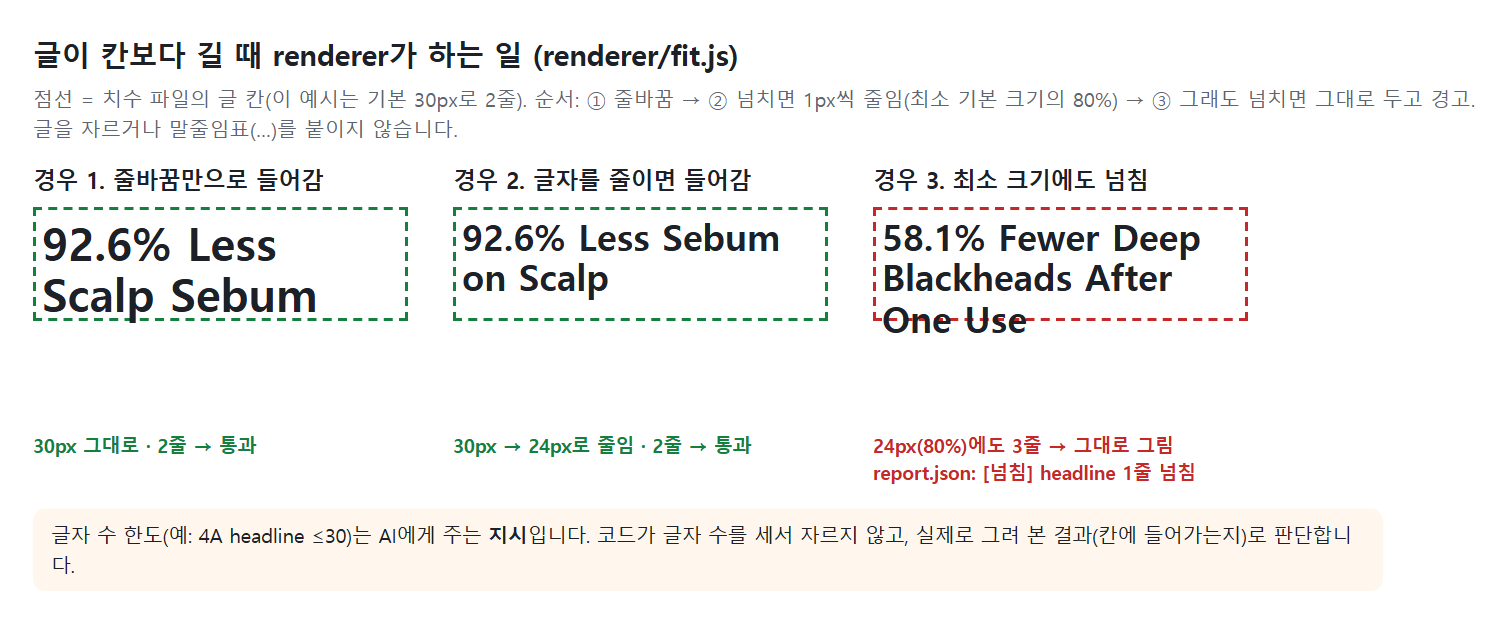 글이 칸보다 길 때 renderer가 하는 일 (renderer/fit.js)
점선 = 치수 파일의 글 칸(이 예시는 기본 30px로 2줄). 순서: ① 줄바꿈 → ② 넘치면 1px씩 줄임(최소 기본 크기의 80%) → ③ 그래도 넘치면 그대로 두고 경고.
글을 자르거나 말줄임표(…)를 붙이지 않습니다.
경우 1. 줄바꿈만으로 들어감
92.6% Less
Scalp Sebum
30px 그대로 · 2줄 → 통과
경우 2. 글자를 줄이면 들어감
92.6% Less Sebum
on Scalp
30px → 24px로 줄임 · 2줄 → 통과
경우 3. 최소 크기에도 넘침
58.1% Fewer Deep
Blackheads After
One Use
24px(80%)에도 3줄 → 그대로 그림
report.json: [넘침] headline 1줄 넘침
글자 수 한도(예: 4A headline ≤30)는 AI에게 주는 지시입니다. 코드가 글자 수를 세서 자르지 않고, 실제로 그려 본 결과(칸에 들어가는지)로 판단합니
다.